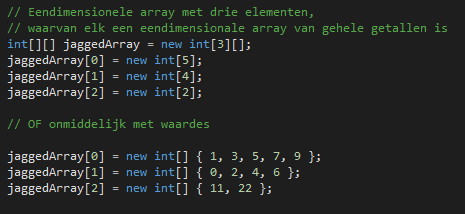 // Eendimensionele array met drie elementen,
// waarvan elk een eendimensionale array van gehele getallen is
int[][] jaggedArray = new int[3][];
jaggedArray[0] = new int[5];
jaggedArray[1] = new int[4];
jaggedArray[2] = new int[2];
// OF onmiddelijk met waardes
jaggedArray[0] = new int[] { 1, 3, 5, 7, 9 };
jaggedArray[1] = new int[] { 0, 2, 4, 6 };
jaggedArray[2] = new int[] { 11, 22 };